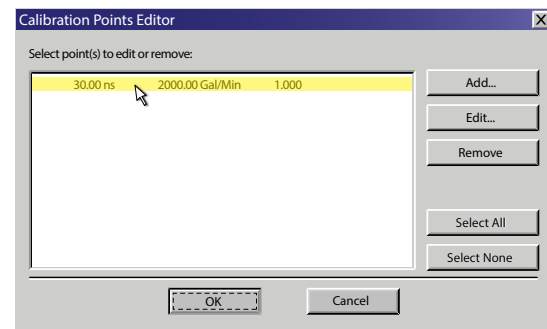 Calibration Points Editor
X
Select point(s) to edit or remove:
30.00 ns 2000.00 Gal/Min 1.000
Add...
Edit...
Remove
Select All
Select None
OK
Cancel